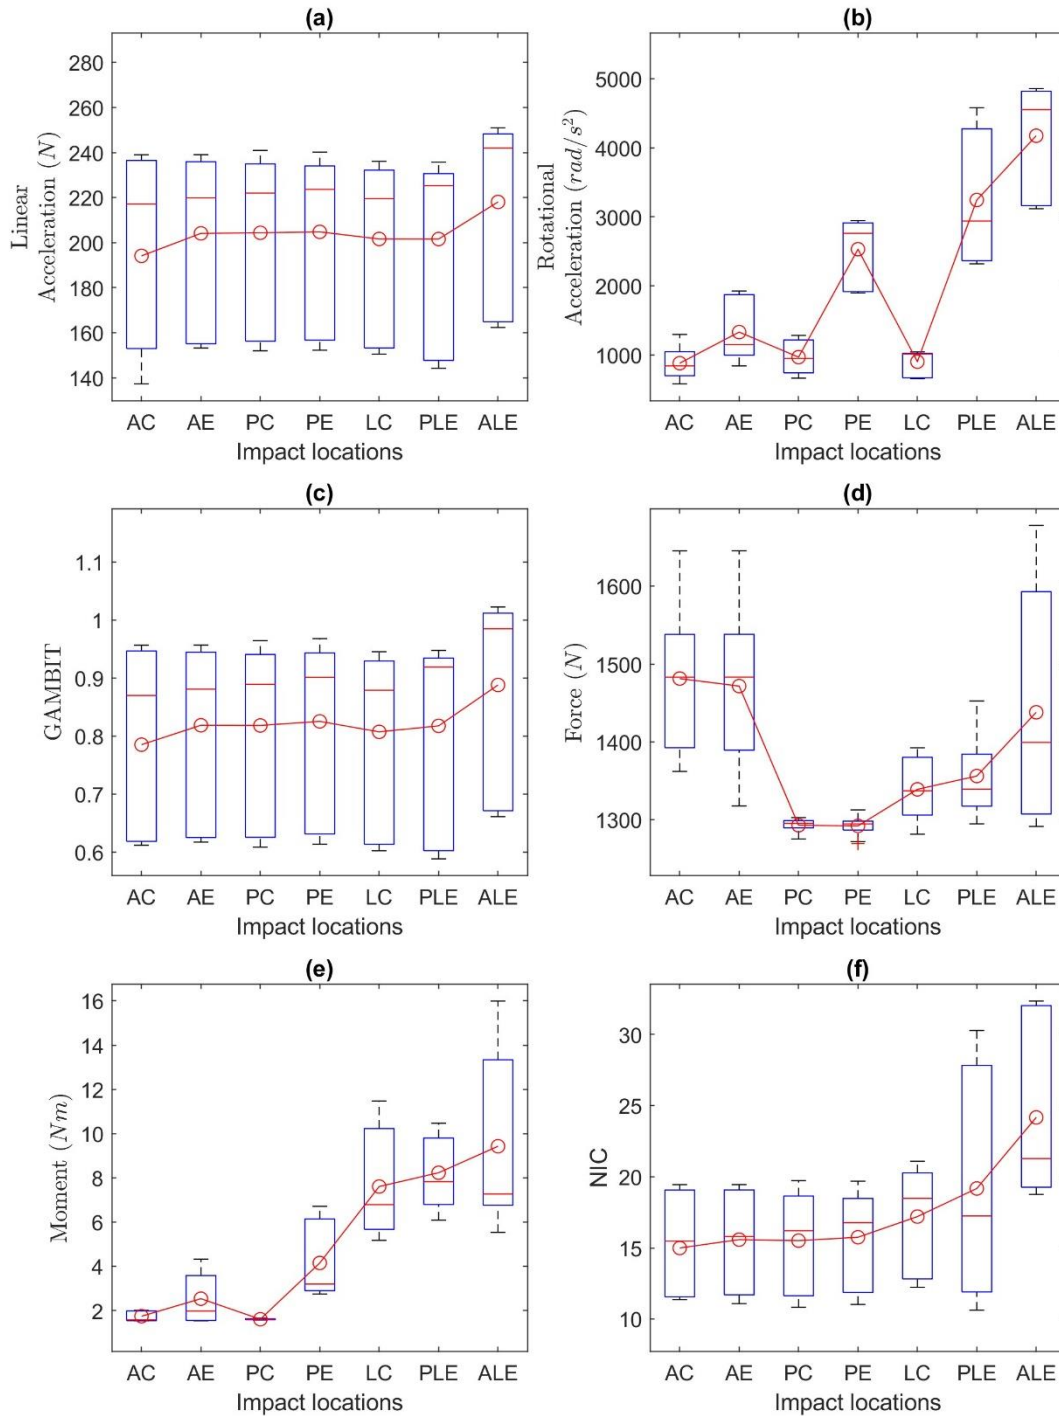 (a)
Linear
Acceleration (N)
280
260
240
220
200
180
160
140
AC AE PC PE LC PLE ALE
Impact locations
(b)
Rotational
Acceleration (rad/s²)
5000
4000
3000
2000
1000
AC AE PC PE LC PLE ALE
Impact locations
(c)
GAMBIT
1.1
1
0.9
0.8
0.7
0.6
AC AE PC PE LC PLE ALE
Impact locations
(d)
Force (N)
1600
1500
1400
1300
AC AE PC PE LC PLE ALE
Impact locations
(e)
Moment (Nm)
16
14
12
10
8
6
4
2
AC AE PC PE LC PLE ALE
Impact locations
(f)
NIC
30
25
20
15
10
AC AE PC PE LC PLE ALE
Impact locations